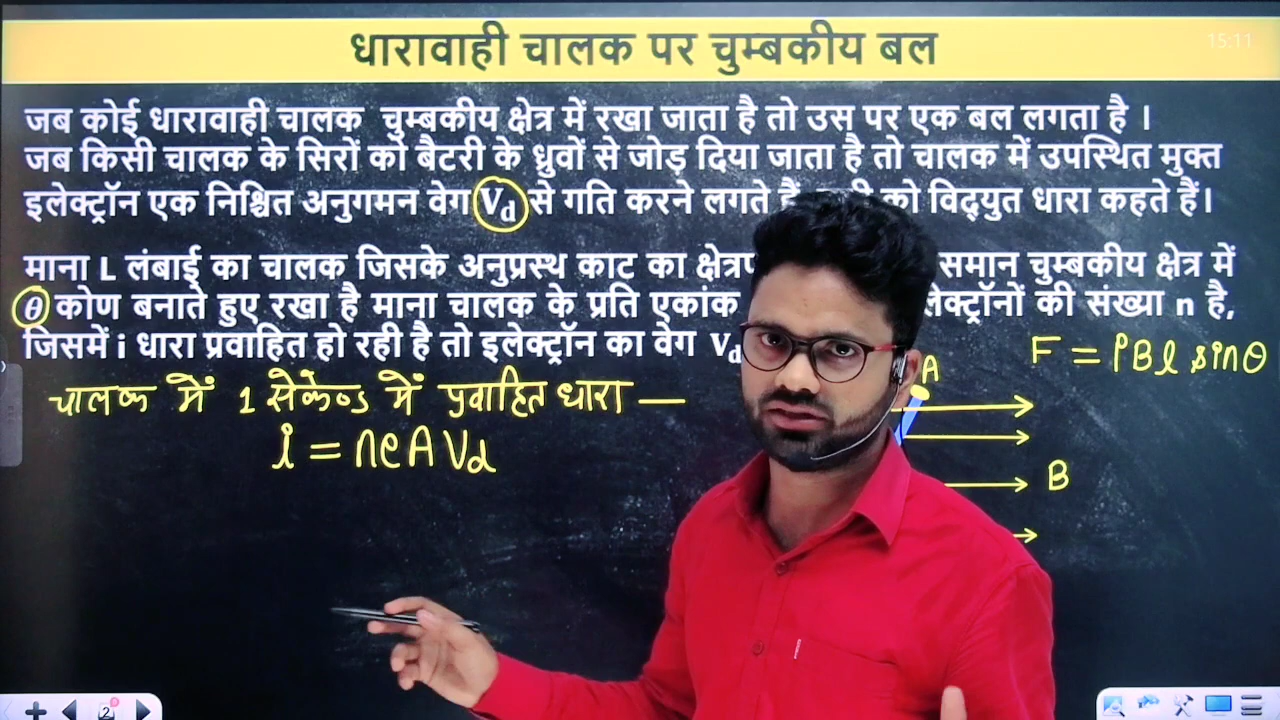 धारावाही चालक पर चुम्बकीय बल
15:11
जब कोई धारावाही चालक चुम्बकीय क्षेत्र में रखा जाता है तो उस पर एक बल लगता है ।
जब किसी चालक के सिरों को बैटरी के ध्रुवों से जोड़ दिया जाता है तो चालक में उपस्थित मुक्त
इलेक्ट्रॉन एक निश्चित अनुगमन वेग Vd से गति करने लगते को विद्युत धारा कहते हैं।
माना L लंबाई का चालक जिसके अनुप्रस्थ काट का समान चुम्बकीय क्षेत्र में
θ कोण बनाते हुए रखा है माना चालक के प्रति एकांक की संख्या n है,
जिसमें i धारा प्रवाहित हो रही है तो इलेक्ट्रॉन का वेग Vd
F = iBl sinθ
चालक में 1 सेकेण्ड में प्रवाहित धारा —
A
i = neAVd
B
2